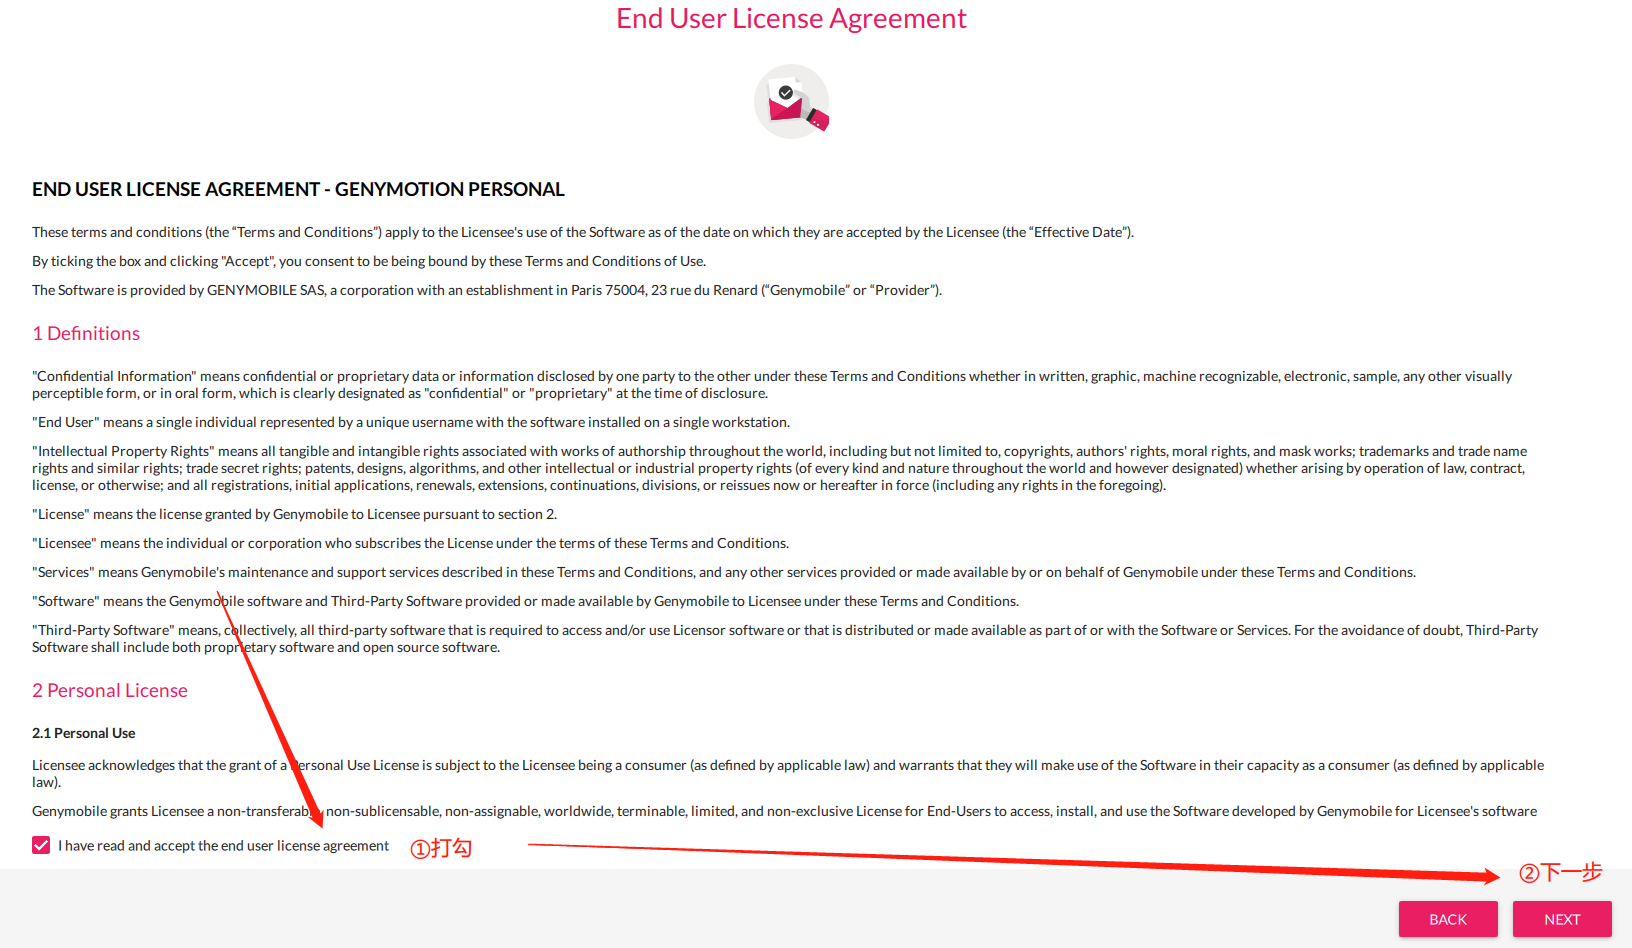 End User License Agreement
END USER LICENSE AGREEMENT - GENYMOTION PERSONAL
These terms and conditions (the “Terms and Conditions”) apply to the Licensee's use of the Software as of the date on which they are accepted by the Licensee (the “Effective Date”).
By ticking the box and clicking "Accept", you consent to be being bound by these Terms and Conditions of Use.
The Software is provided by GENYMOBILE SAS, a corporation with an establishment in Paris 75004, 23 rue du Renard (“Genymobile” or “Provider”).
1 Definitions
"Confidential Information" means confidential or proprietary data or information disclosed by one party to the other under these Terms and Conditions whether in written, graphic, machine recognizable, electronic, sample, any other visually
perceptible form, or in oral form, which is clearly designated as "confidential" or "proprietary" at the time of disclosure.
"End User" means a single individual represented by a unique username with the software installed on a single workstation.
"Intellectual Property Rights" means all tangible and intangible rights associated with works of authorship throughout the world, including but not limited to, copyrights, authors' rights, moral rights, and mask works; trademarks and trade name
rights and similar rights; trade secret rights; patents, designs, algorithms, and other intellectual or industrial property rights (of every kind and nature throughout the world and however designated) whether arising by operation of law, contract,
license, or otherwise; and all registrations, initial applications, renewals, extensions, continuations, divisions, or reissues now or hereafter in force (including any rights in the foregoing).
"License" means the license granted by Genymobile to Licensee pursuant to section 2.
"Licensee" means the individual or corporation who subscribes the License under the terms of these Terms and Conditions.
"Services" means Genymobile's maintenance and support services described in these Terms and Conditions, and any other services provided or made available by or on behalf of Genymobile under these Terms and Conditions.
"Software" means the Genymobile software and Third-Party Software provided or made available by Genymobile to Licensee under these Terms and Conditions.
"Third-Party Software" means, collectively, all third-party software that is required to access and/or use Licensor software or that is distributed or made available as part of or with the Software or Services. For the avoidance of doubt, Third-Party
Software shall include both proprietary software and open source software.
2 Personal License
2.1 Personal Use
Licensee acknowledges that the grant of a Personal Use License is subject to the Licensee being a consumer (as defined by applicable law) and warrants that they will make use of the Software in their capacity as a consumer (as defined by applicable
law).
Genymobile grants Licensee a non-transferable, non-sublicensable, non-assignable, worldwide, terminable, limited, and non-exclusive License for End-Users to access, install, and use the Software developed by Genymobile for Licensee's software
I have read and accept the end user license agreement
①打勾
②下一步
BACK
NEXT